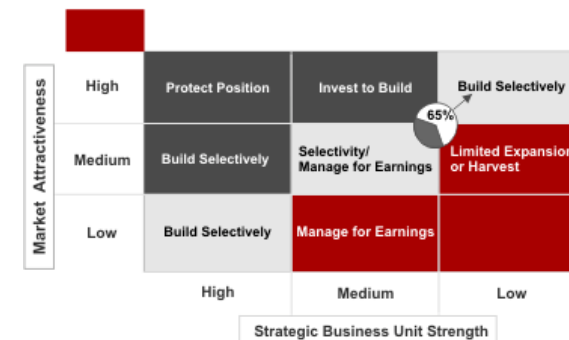 Market Attractiveness
High
Protect Position
Invest to Build
Build Selectively
65%
Medium
Build Selectively
Selectivity/
Manage for Earnings
Limited Expansion
or Harvest
Low
Build Selectively
Manage for Earnings
High
Medium
Low
Strategic Business Unit Strength